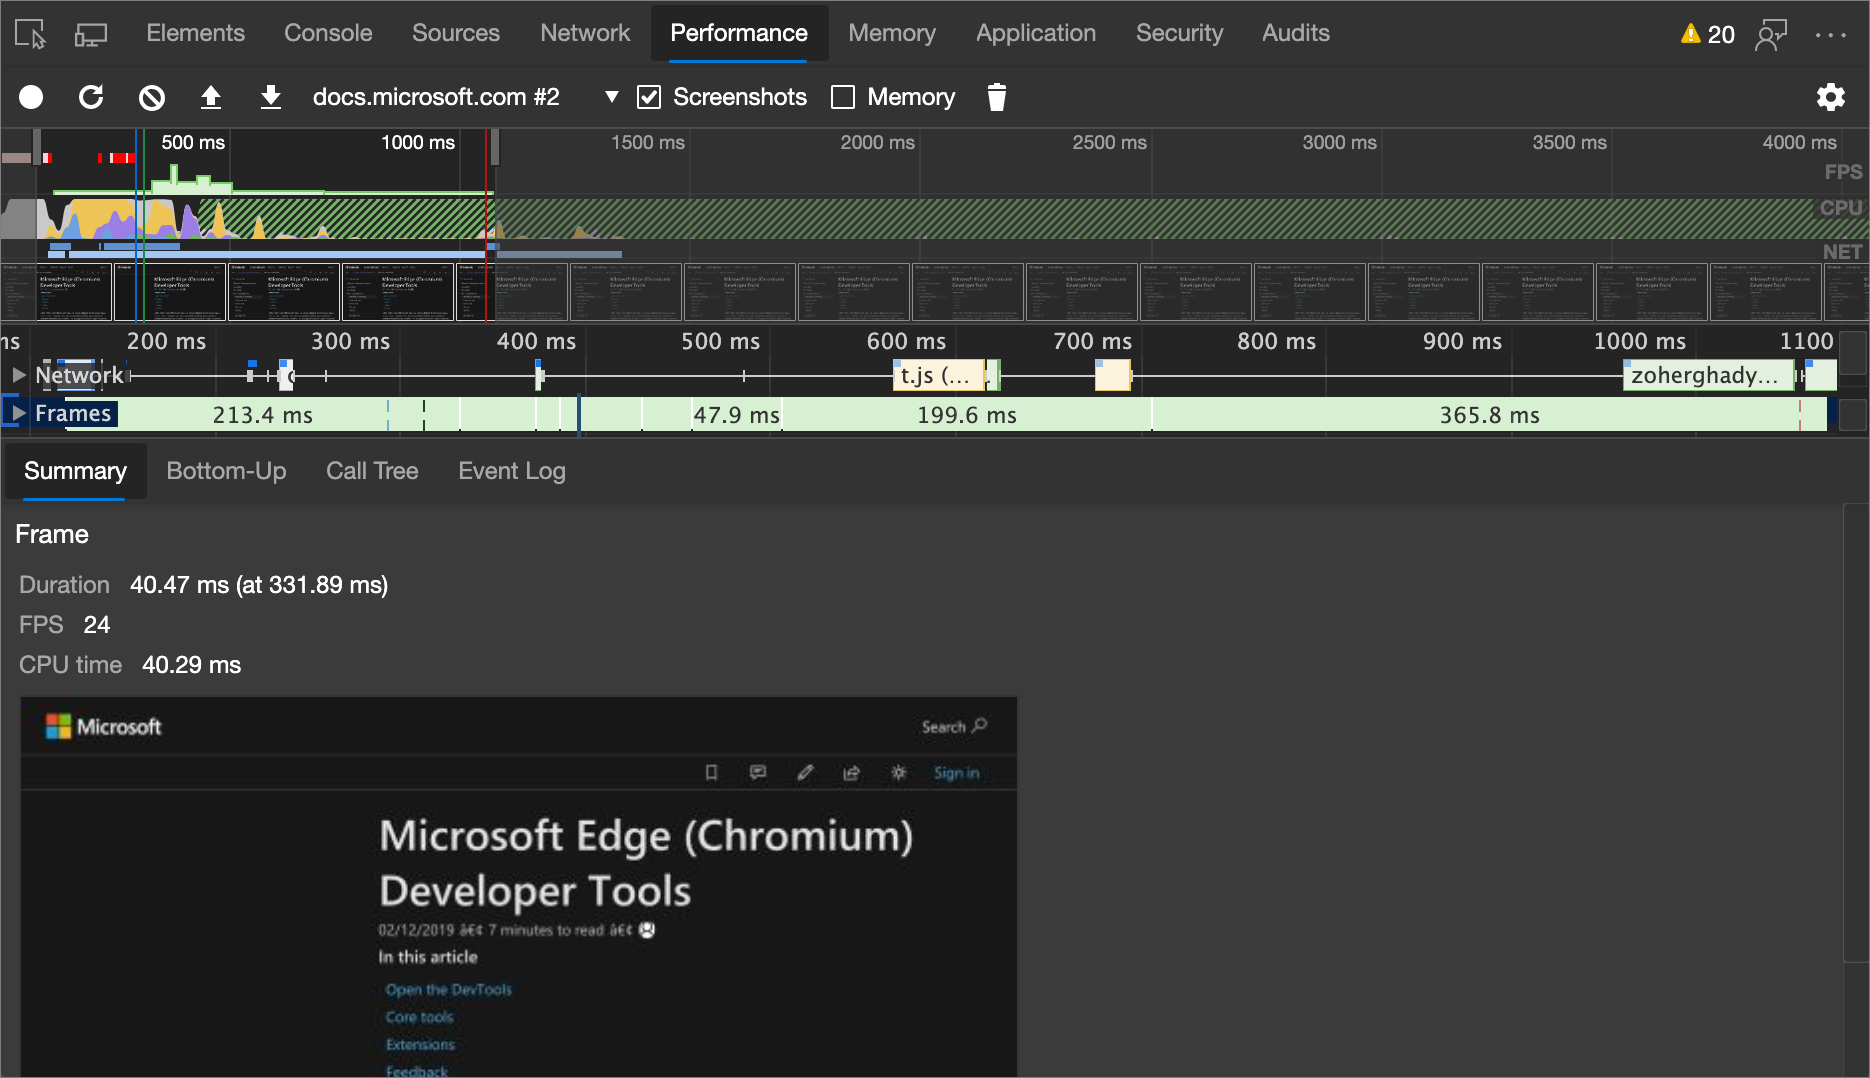 Elements Console Sources Network Performance Memory Application Security Audits 20
docs.microsoft.com #2 Screenshots Memory
500 ms 1000 ms 1500 ms 2000 ms 2500 ms 3000 ms 3500 ms 4000 ms
FPS
CPU
NET
ns 200 ms 300 ms 400 ms 500 ms 600 ms 700 ms 800 ms 900 ms 1000 ms 1100
Network t.js (... zoherghady...
Frames 213.4 ms 47.9 ms 199.6 ms 365.8 ms
Summary Bottom-Up Call Tree Event Log
Frame
Duration 40.47 ms (at 331.89 ms)
FPS 24
CPU time 40.29 ms
Microsoft Search
Sign in
Microsoft Edge (Chromium)
Developer Tools
02/12/2019 â€¢ 7 minutes to read â€¢
In this article
Open the DevTools
Core tools
Extensions
Feedback